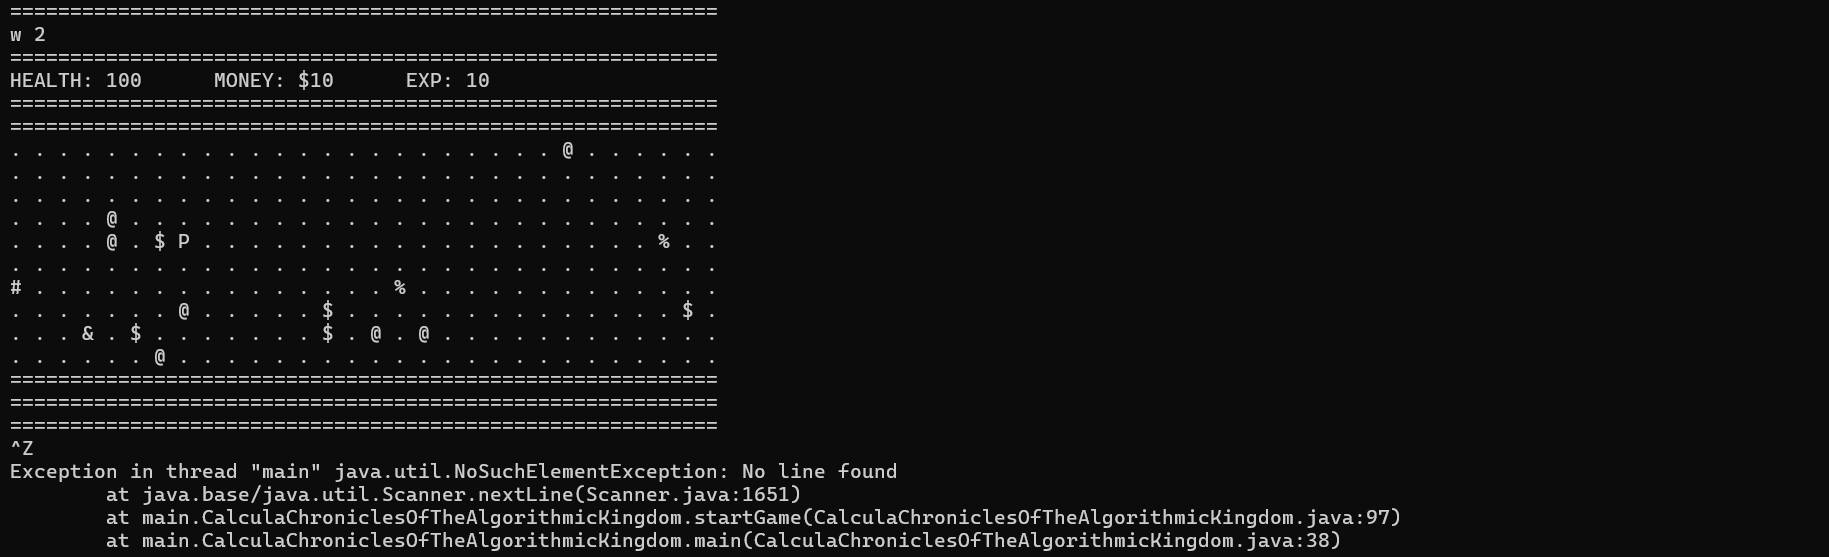 ===========================================================
w 2
===========================================================
HEALTH: 100      MONEY: $10      EXP: 10
===========================================================
===========================================================
. . . . . . . . . . . . . . . . . . . . . . . @ . . . . . .
. . . . . . . . . . . . . . . . . . . . . . . . . . . . . .
. . . . . . . . . . . . . . . . . . . . . . . . . . . . . .
. . . . @ . . . . . . . . . . . . . . . . . . . . . . . . .
. . . . @ . $ P . . . . . . . . . . . . . . . . . . . % . .
. . . . . . . . . . . . . . . . . . . . . . . . . . . . . .
# . . . . . . . . . . . . . . . % . . . . . . . . . . . . .
. . . . . . . @ . . . . . $ . . . . . . . . . . . . . . $ .
. . . & . $ . . . . . . . $ . @ . @ . . . . . . . . . . . .
. . . . . . @ . . . . . . . . . . . . . . . . . . . . . . .
===========================================================
===========================================================
===========================================================
^Z
Exception in thread "main" java.util.NoSuchElementException: No line found
        at java.base/java.util.Scanner.nextLine(Scanner.java:1651)
        at main.CalculaChroniclesOfTheAlgorithmicKingdom.startGame(CalculaChroniclesOfTheAlgorithmicKingdom.java:97)
        at main.CalculaChroniclesOfTheAlgorithmicKingdom.main(CalculaChroniclesOfTheAlgorithmicKingdom.java:38)